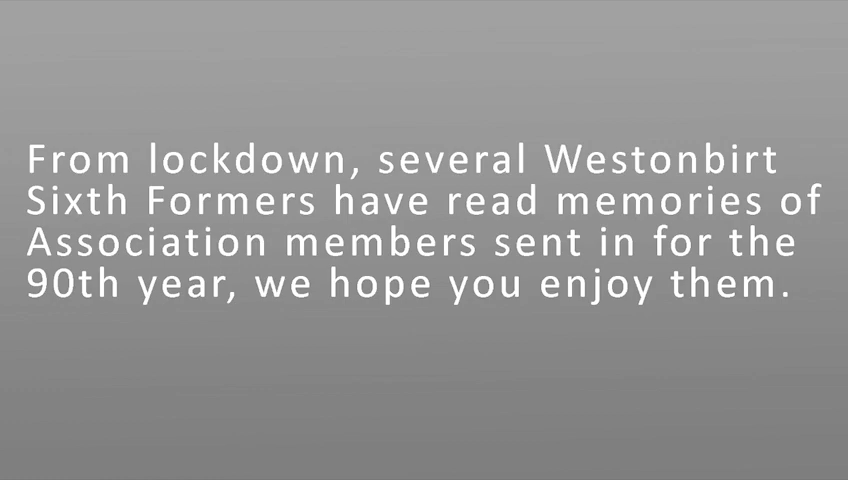 From lockdown, several Westonbirt
Sixth Formers have read memories of
Association members sent in for the
90th year, we hope you enjoy them.